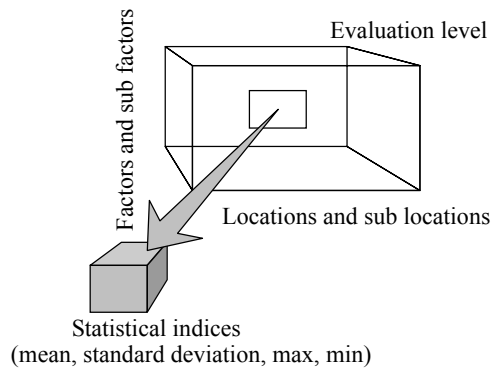 Evaluation level
Factors and sub factors
Locations and sub locations
Statistical indices
(mean, standard deviation, max, min)